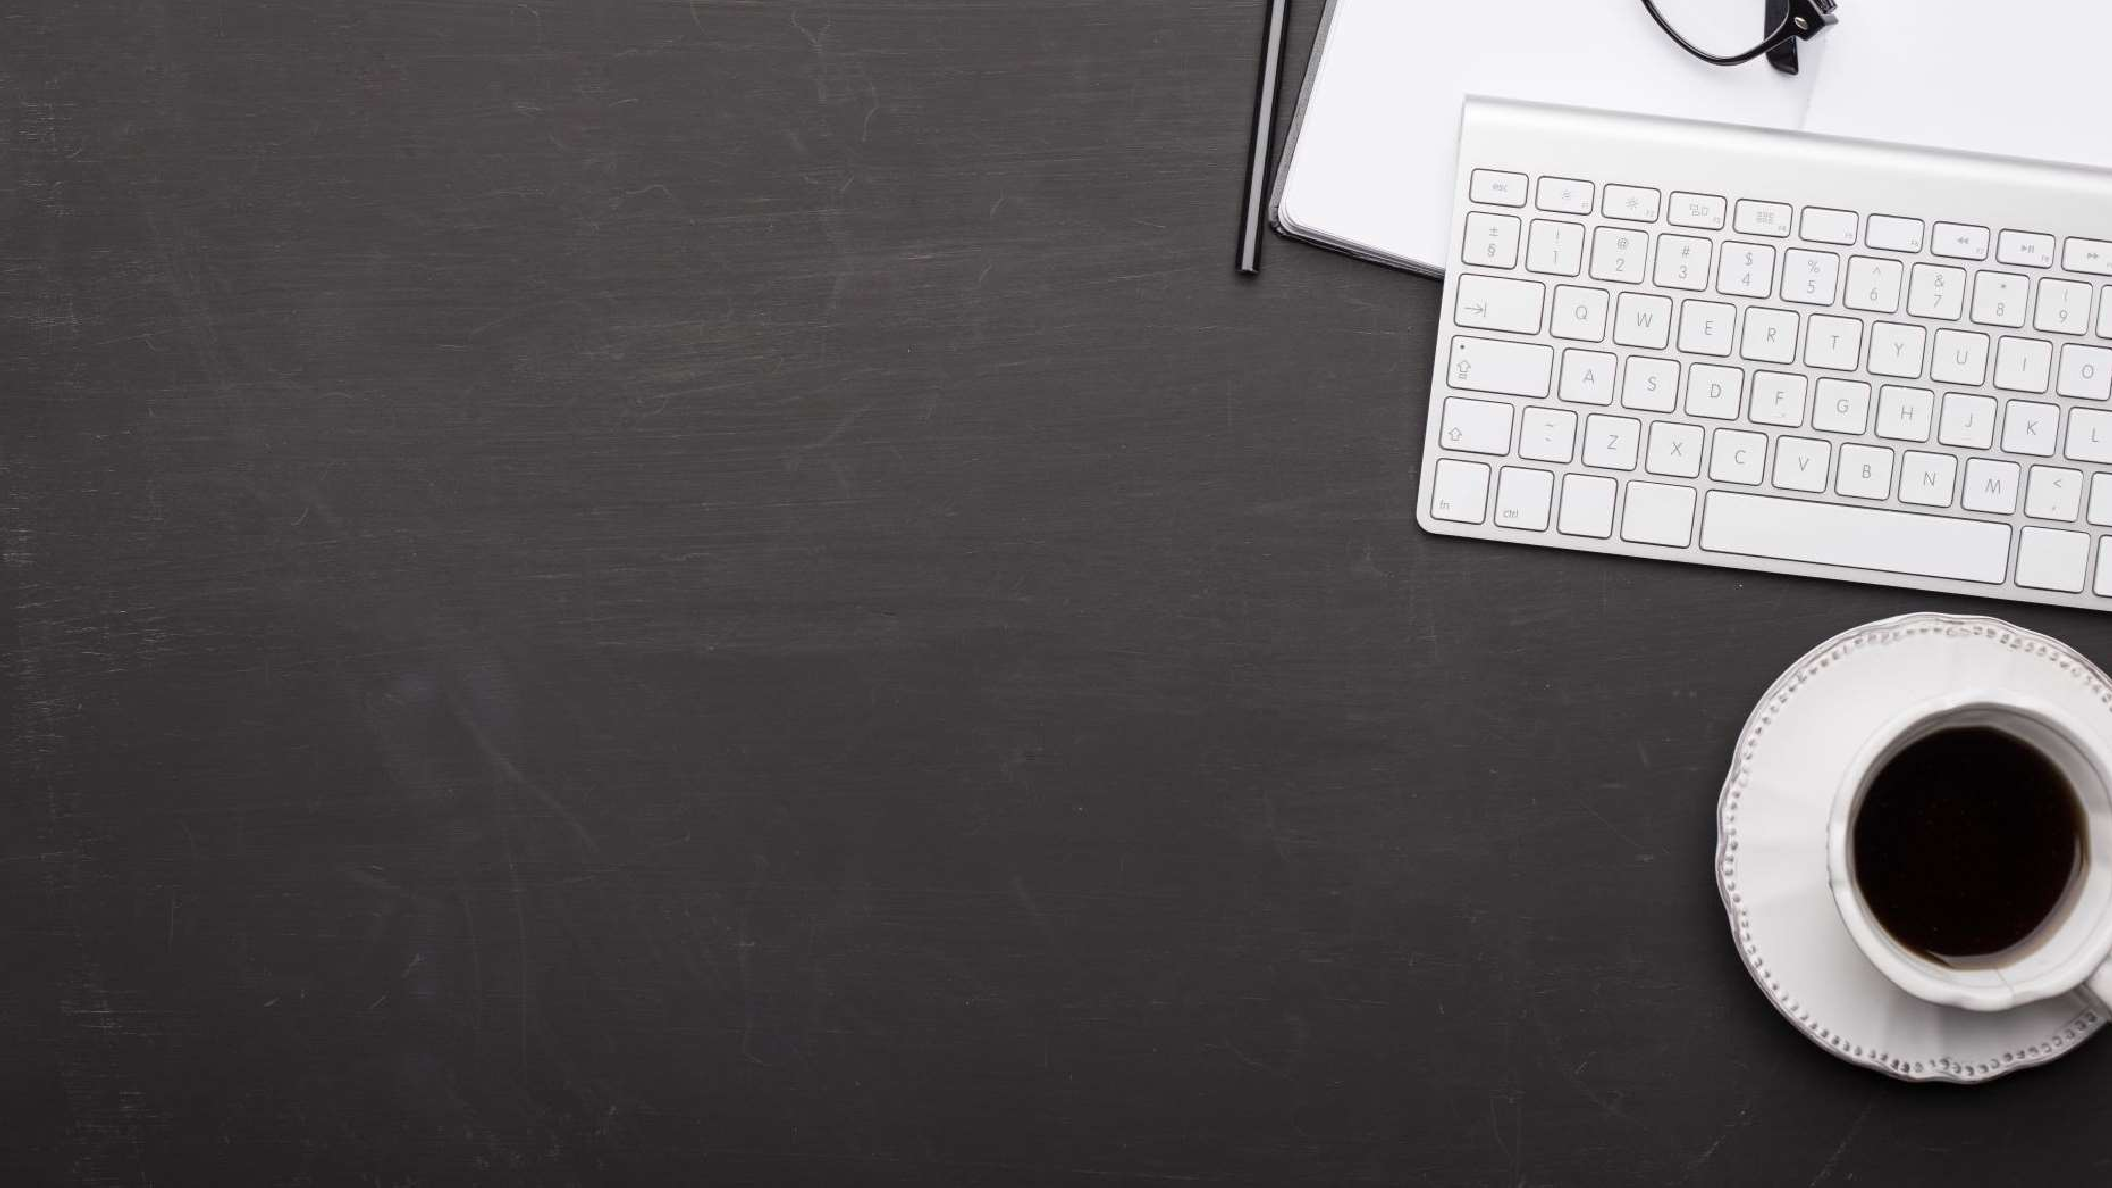 esc
± ! @ # $ % ^ & * (
§ 1 2 3 4 5 6 7 8 9
Q W E R T Y U I O
A S D F G H J K L
~ Z X C V B N M <
fn ctrl